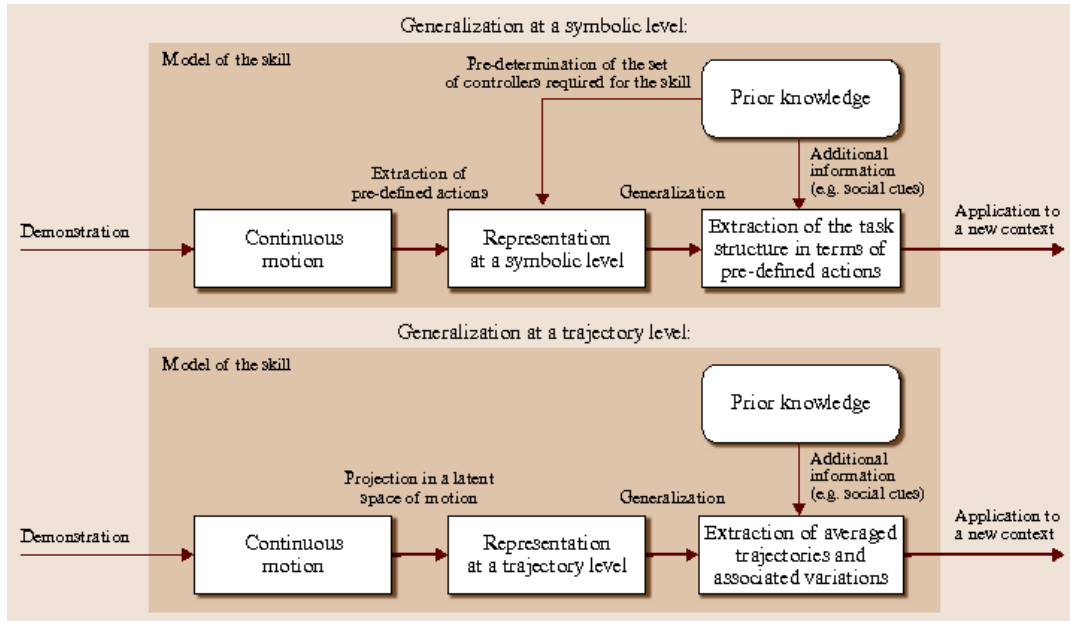 Generalization at a symbolic level:
Model of the skill
Pre-determination of the set
of controllers required for the skill
Prior knowledge
Additional
information
(e.g. social cues)
Extraction of
pre-defined actions
Generalization
Demonstration
Continuous
motion
Representation
at a symbolic level
Extraction of the task
structure in terms of
pre-defined actions
Application to
a new context
Generalization at a trajectory level:
Model of the skill
Prior knowledge
Additional
information
(e.g. social cues)
Projection in a latent
space of motion
Generalization
Demonstration
Continuous
motion
Representation
at a trajectory level
Extraction of averaged
trajectories and
associated variations
Application to
a new context